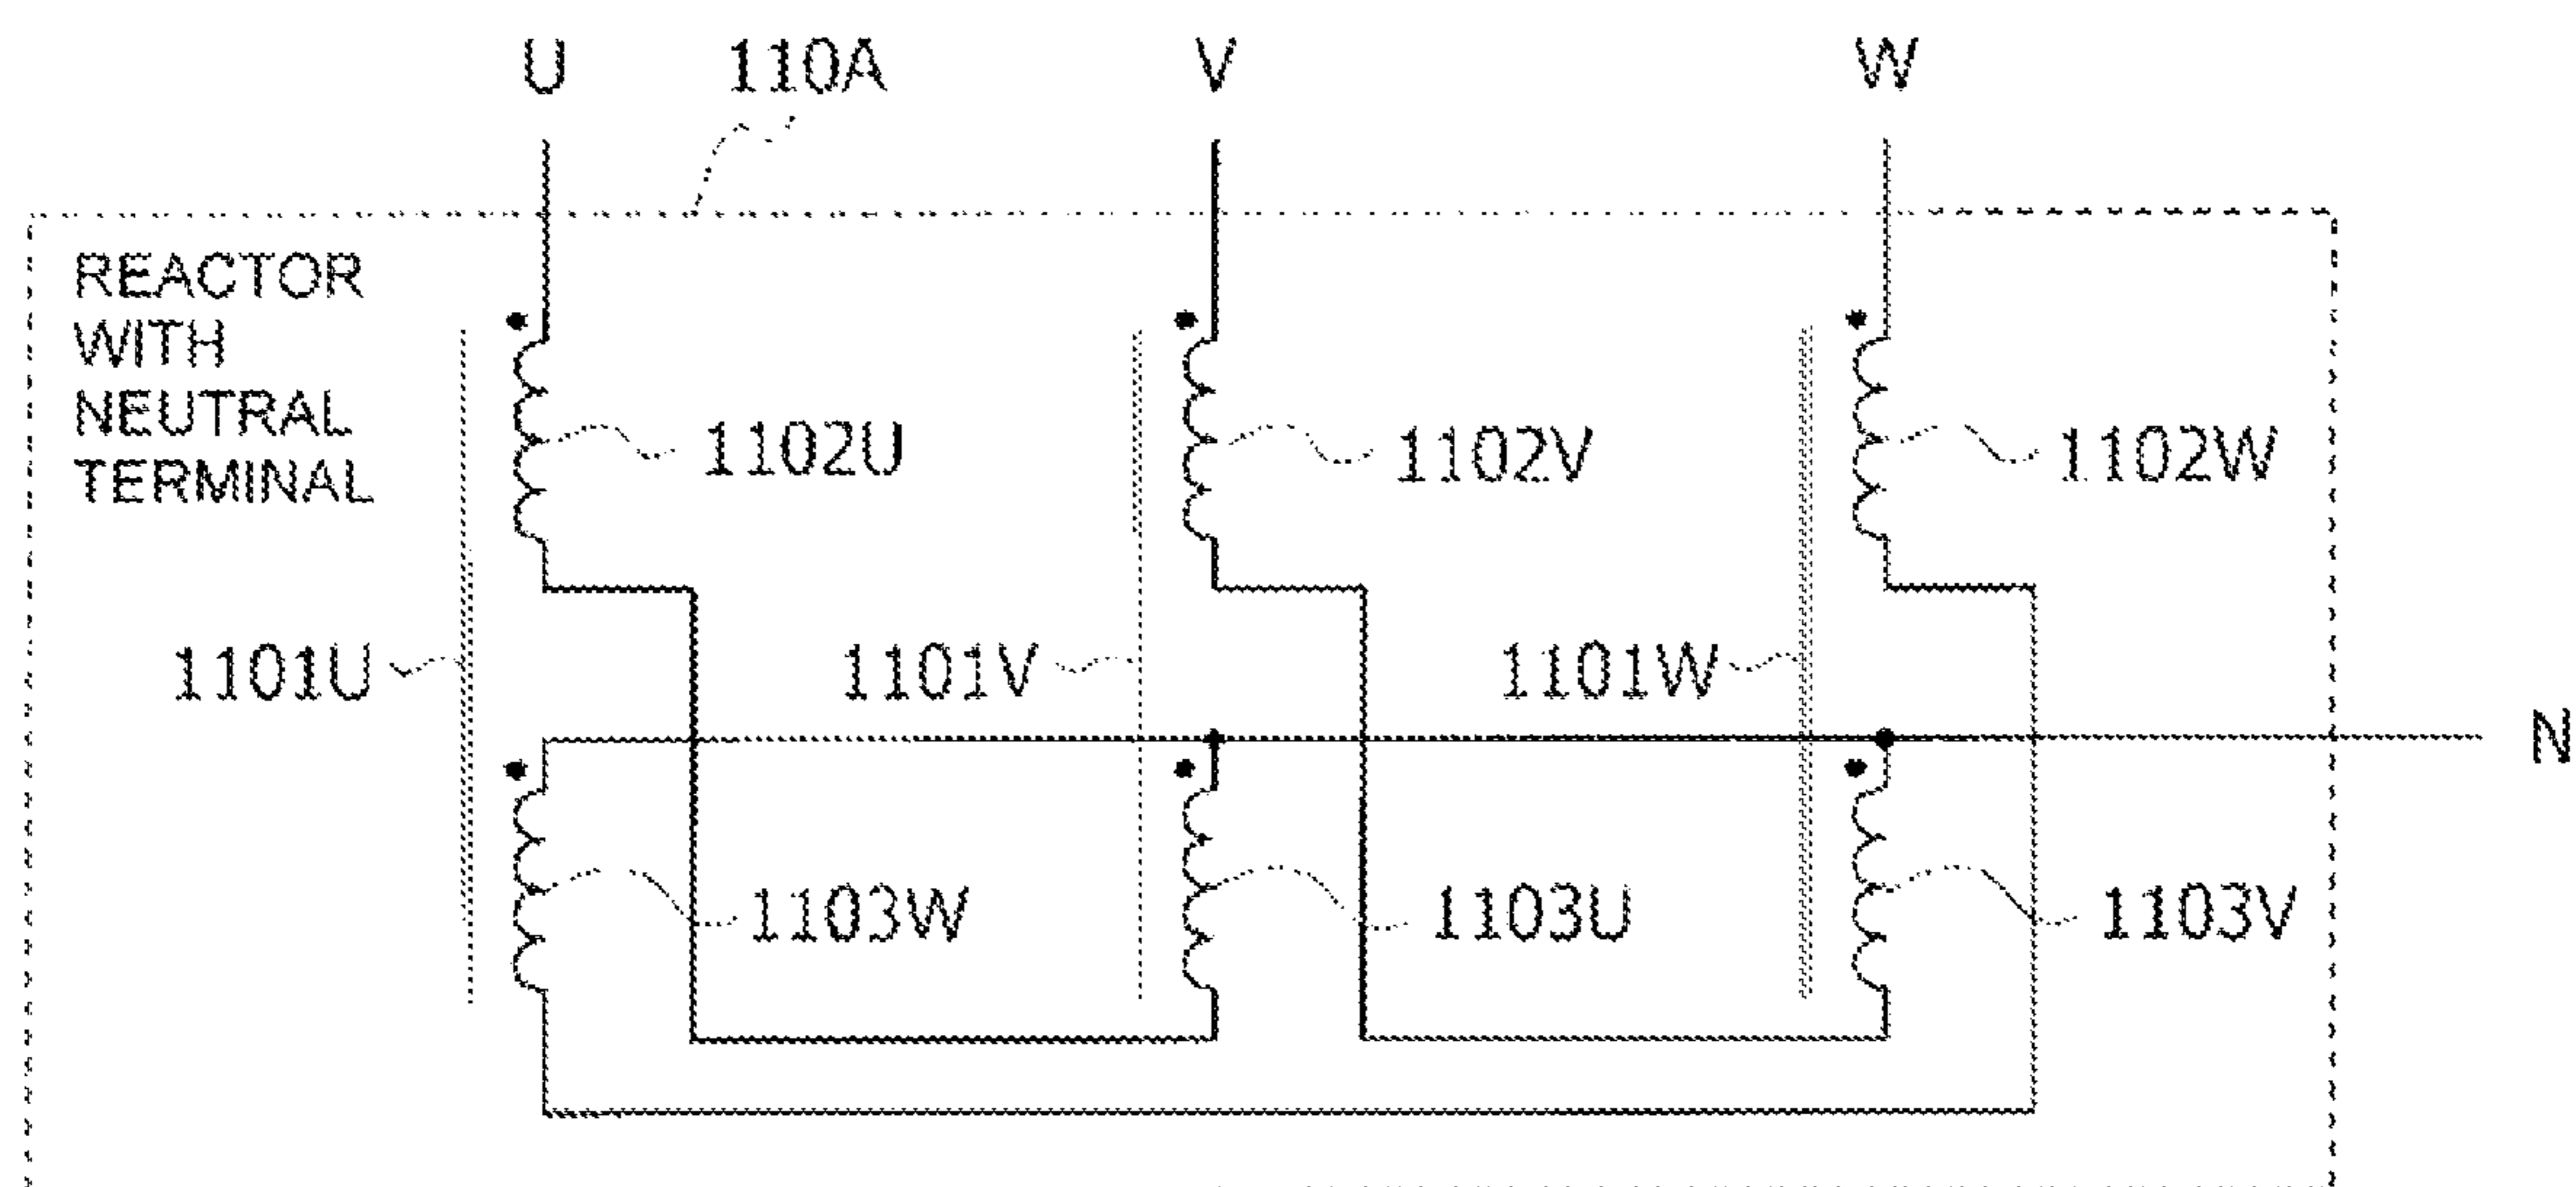 U
110A
V
W
REACTOR
WITH
NEUTRAL
TERMINAL
1102U
1102V
1102W
1101U
1101V
1101W
N
1103W
1103U
1103V